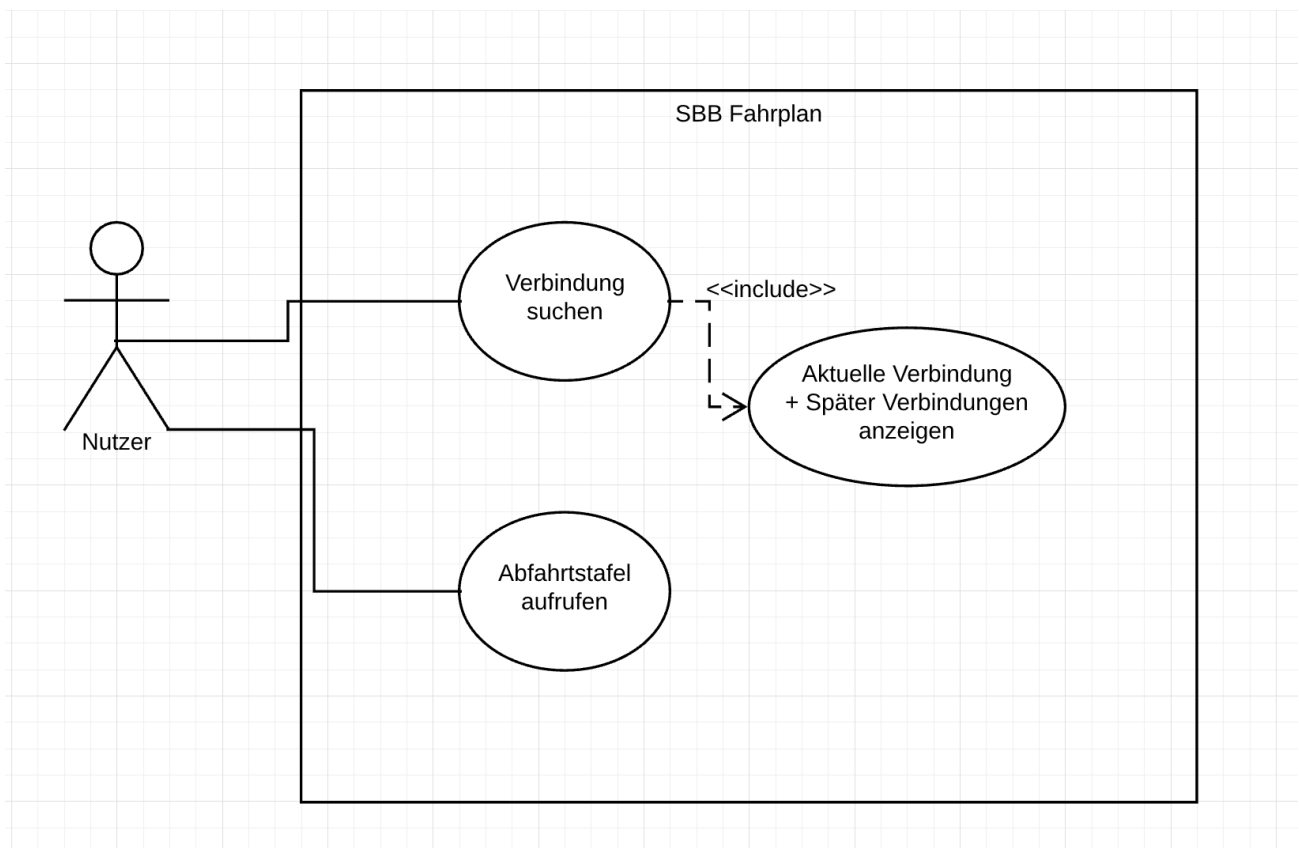 SBB Fahrplan
Verbindung
suchen
<<include>>
Aktuelle Verbindung
+ Später Verbindungen
anzeigen
Nutzer
Abfahrtstafel
aufrufen